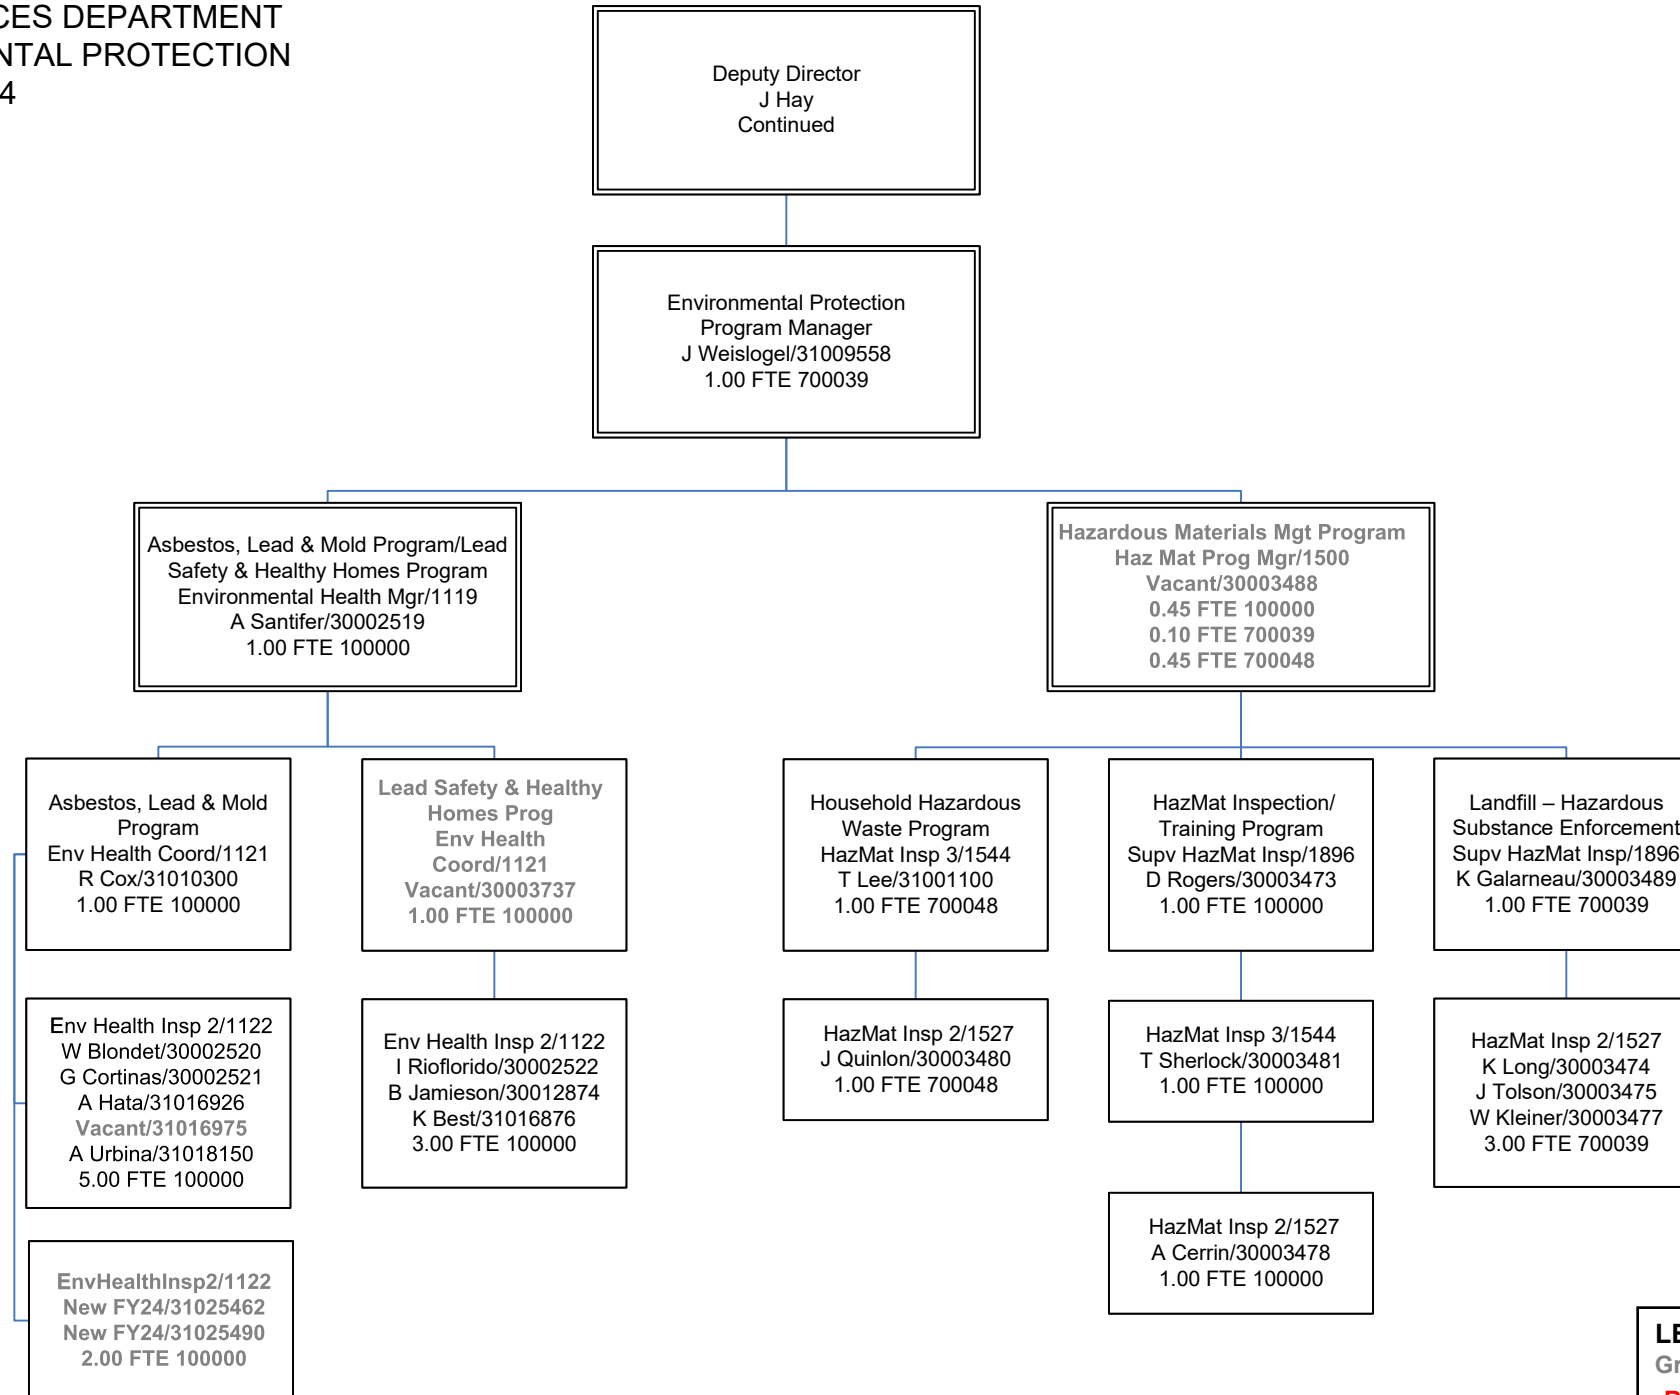 DEPARTMENT
PROTECTION
4
Deputy Director
J Hay
Continued
Environmental Protection
Program Manager
J Weislogel/31009558
1.00 FTE 700039
Asbestos, Lead & Mold Program/Lead
Safety & Healthy Homes Program
Environmental Health Mgr/1119
A Santifer/30002519
1.00 FTE 100000
Hazardous Materials Mgt Program
Haz Mat Prog Mgr/1500
Vacant/30003488
0.45 FTE 100000
0.10 FTE 700039
0.45 FTE 700048
Asbestos, Lead & Mold
Program
Env Health Coord/1121
R Cox/31010300
1.00 FTE 100000
Lead Safety & Healthy
Homes Prog
Env Health
Coord/1121
Vacant/30003737
1.00 FTE 100000
Household Hazardous
Waste Program
HazMat Insp 3/1544
T Lee/31001100
1.00 FTE 700048
HazMat Inspection/
Training Program
Supv HazMat Insp/1896
D Rogers/30003473
1.00 FTE 100000
Landfill – Hazardous
Substance Enforcement
Supv HazMat Insp/1896
K Galarneau/30003489
1.00 FTE 700039
Env Health Insp 2/1122
W Blondet/30002520
G Cortinas/30002521
A Hata/31016926
Vacant/31016975
A Urbina/31018150
5.00 FTE 100000
Env Health Insp 2/1122
I Rioflorido/30002522
B Jamieson/30012874
K Best/31016876
3.00 FTE 100000
HazMat Insp 2/1527
J Quinlon/30003480
1.00 FTE 700048
HazMat Insp 3/1544
T Sherlock/30003481
1.00 FTE 100000
HazMat Insp 2/1527
K Long/30003474
J Tolson/30003475
W Kleiner/30003477
3.00 FTE 700039
HazMat Insp 2/1527
A Cerrin/30003478
1.00 FTE 100000
EnvHealthInsp2/1122
New FY24/31025462
New FY24/31025490
2.00 FTE 100000